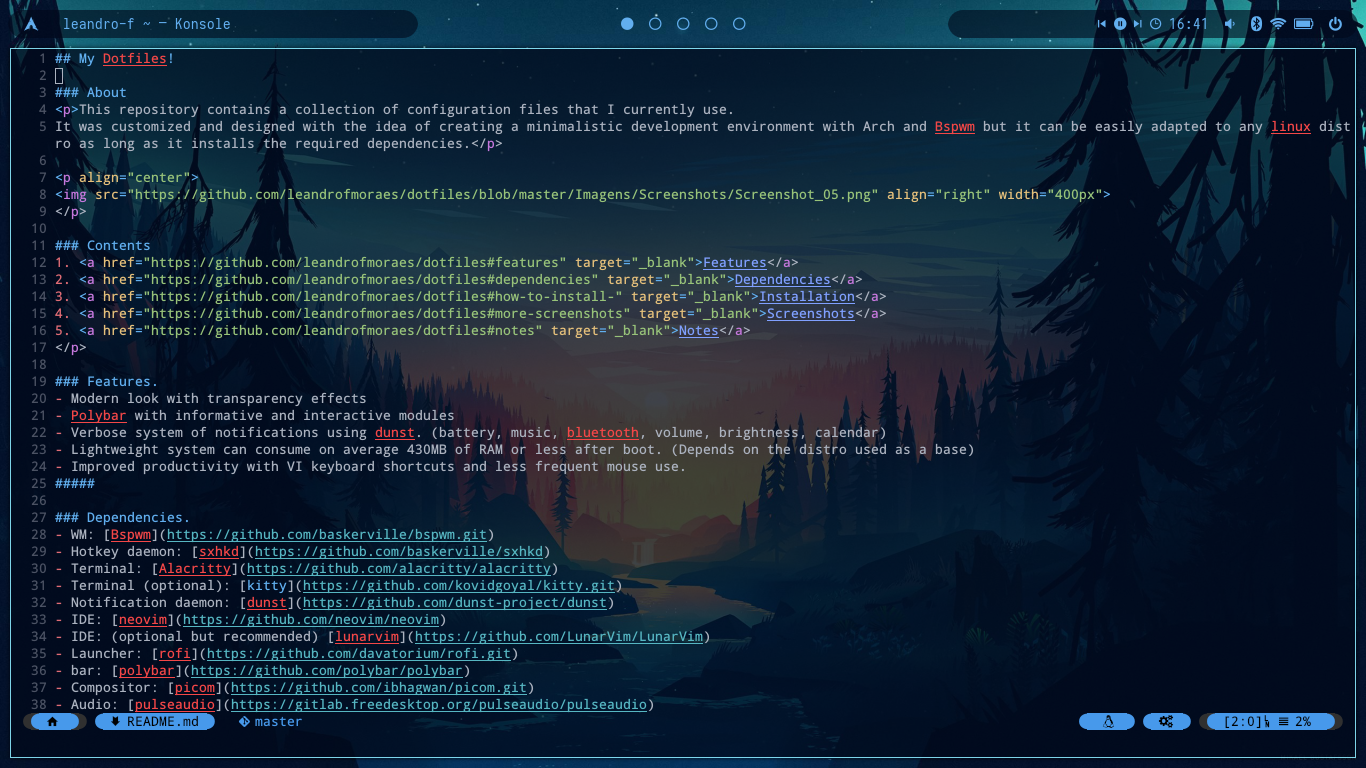 leandro-f ~ — Konsole
16:41
1 ## My Dotfiles!
2
3 ### About
4 <p>This repository contains a collection of configuration files that I currently use.
5 It was customized and designed with the idea of creating a minimalistic development environment with Arch and Bspwm but it can be easily adapted to any linux dist
ro as long as it installs the required dependencies.</p>
6
7 <p align="center">
8 <img src="https://github.com/leandrofmoraes/dotfiles/blob/master/Imagens/Screenshots/Screenshot_05.png" align="right" width="400px">
9 </p>
10
11 ### Contents
12 1. <a href="https://github.com/leandrofmoraes/dotfiles#features" target="_blank">Features</a>
13 2. <a href="https://github.com/leandrofmoraes/dotfiles#dependencies" target="_blank">Dependencies</a>
14 3. <a href="https://github.com/leandrofmoraes/dotfiles#how-to-install-" target="_blank">Installation</a>
15 4. <a href="https://github.com/leandrofmoraes/dotfiles#more-screenshots" target="_blank">Screenshots</a>
16 5. <a href="https://github.com/leandrofmoraes/dotfiles#notes" target="_blank">Notes</a>
17 </p>
18
19 ### Features.
20 - Modern look with transparency effects
21 - Polybar with informative and interactive modules
22 - Verbose system of notifications using dunst. (battery, music, bluetooth, volume, brightness, calendar)
23 - Lightweight system can consume on average 430MB of RAM or less after boot. (Depends on the distro used as a base)
24 - Improved productivity with VI keyboard shortcuts and less frequent mouse use.
25 #####
26
27 ### Dependencies.
28 - WM: [Bspwm](https://github.com/baskerville/bspwm.git)
29 - Hotkey daemon: [sxhkd](https://github.com/baskerville/sxhkd)
30 - Terminal: [Alacritty](https://github.com/alacritty/alacritty)
31 - Terminal (optional): [kitty](https://github.com/kovidgoyal/kitty.git)
32 - Notification daemon: [dunst](https://github.com/dunst-project/dunst)
33 - IDE: [neovim](https://github.com/neovim/neovim)
34 - IDE: (optional but recommended) [lunarvim](https://github.com/LunarVim/LunarVim)
35 - Launcher: [rofi](https://github.com/davatorium/rofi.git)
36 - bar: [polybar](https://github.com/polybar/polybar)
37 - Compositor: [picom](https://github.com/ibhagwan/picom.git)
38 - Audio: [pulseaudio](https://gitlab.freedesktop.org/pulseaudio/pulseaudio)
README.md master [2:0] 2%